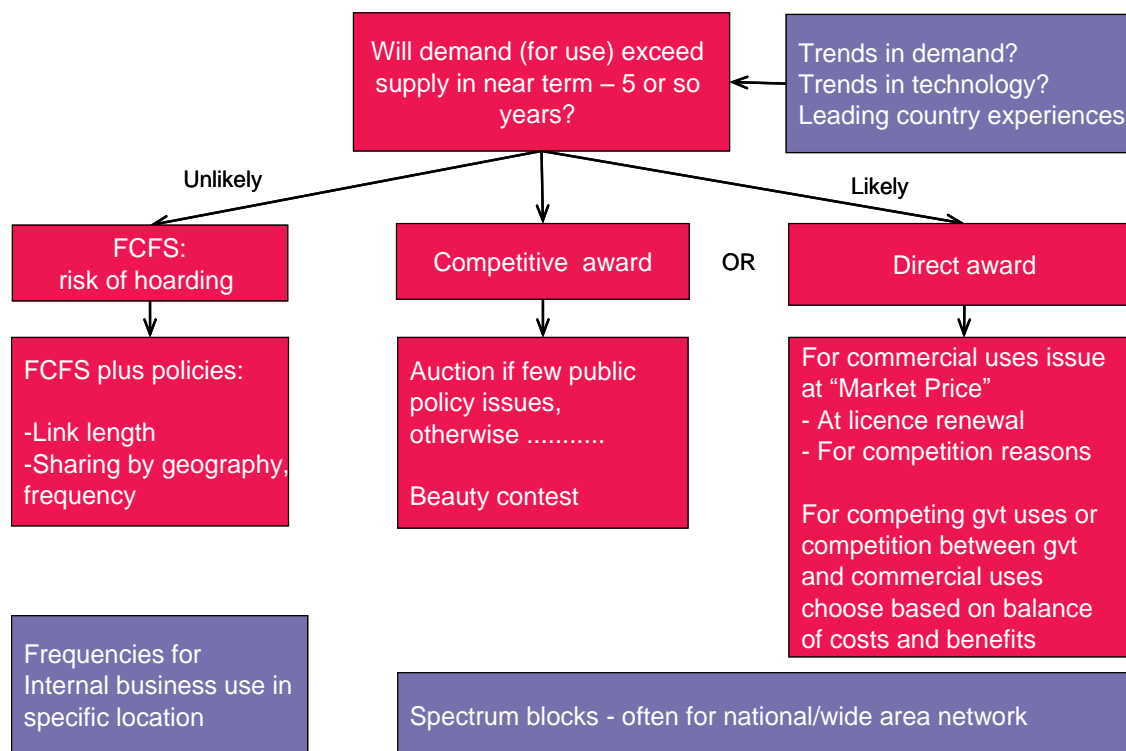 Will demand (for use) exceed
supply in near term – 5 or so
years?
Trends in demand?
Trends in technology?
Leading country experiences
Unlikely
Likely
FCFS:
risk of hoarding
Competitive award
OR
Direct award
FCFS plus policies:
-Link length
-Sharing by geography,
frequency
Auction if few public
policy issues,
otherwise ...........
Beauty contest
For commercial uses issue
at “Market Price”
- At licence renewal
- For competition reasons
For competing gvt uses or
competition between gvt
and commercial uses
choose based on balance
of costs and benefits
Frequencies for
Internal business use in
specific location
Spectrum blocks - often for national/wide area network